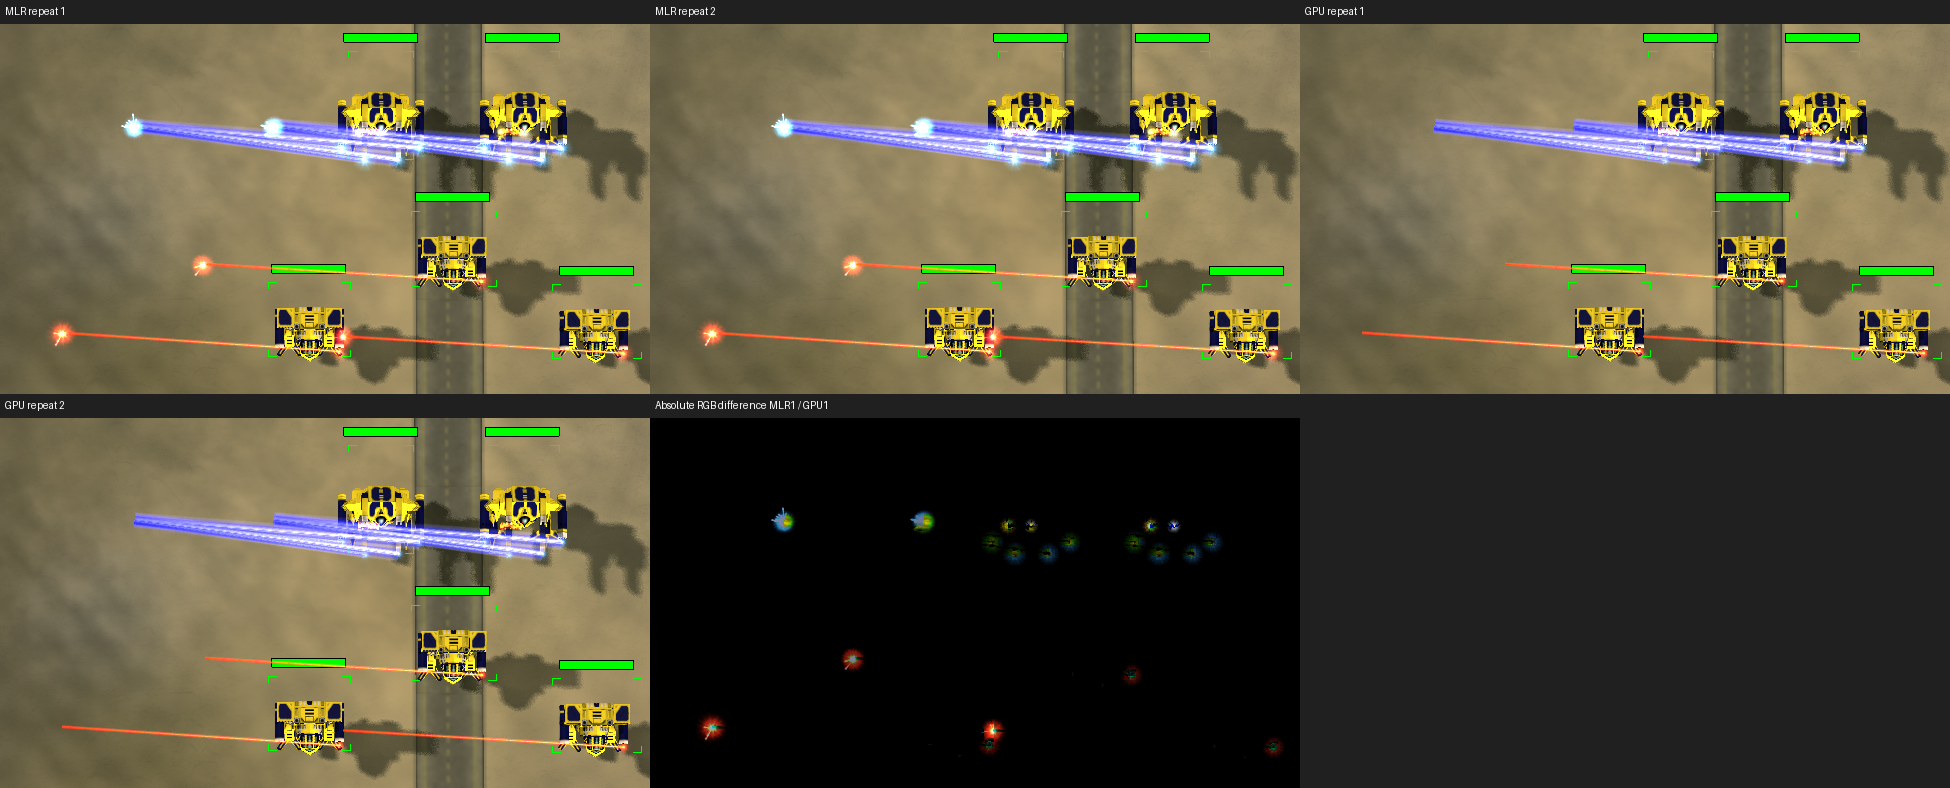 MLR repeat 1
MLR repeat 2
GPU repeat 1
GPU repeat 2
Absolute RGB difference MLR1 / GPU1